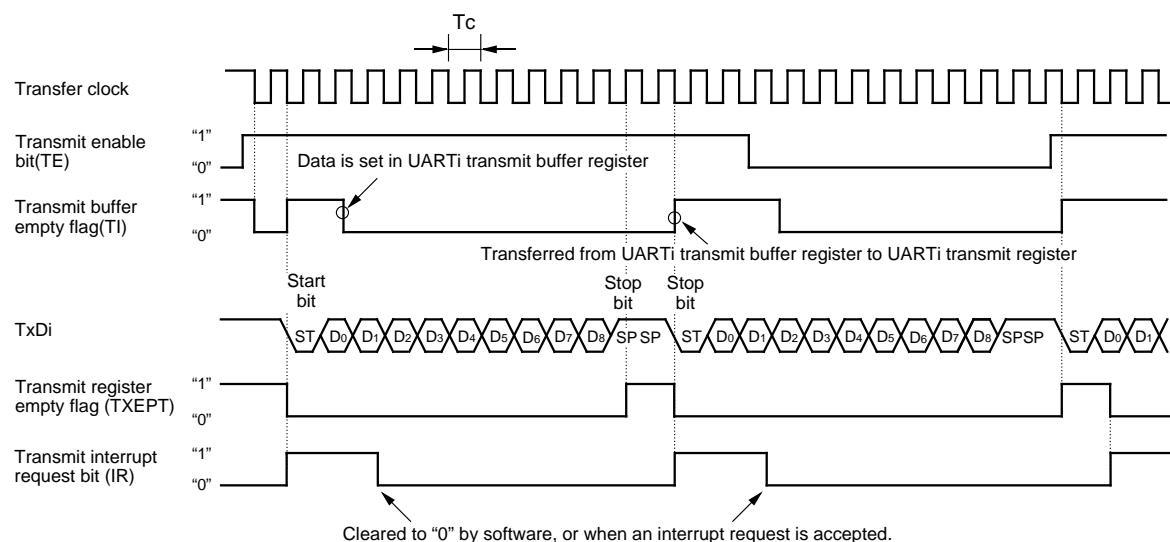 Tc
Transfer clock
Transmit enable
bit(TE)
“1”
“0”
Data is set in UARTi transmit buffer register
Transmit buffer
empty flag(TI)
“1”
“0”
Transferred from UARTi transmit buffer register to UARTi transmit register
Start
bit
Stop
bit
Stop
bit
TxDi
ST D0 D1 D2 D3 D4 D5 D6 D7 D8 SP SP ST D0 D1 D2 D3 D4 D5 D6 D7 D8 SPSP ST D0 D1
Transmit register
empty flag (TXEPT)
“1”
“0”
Transmit interrupt
request bit (IR)
“1”
“0”
Cleared to “0” by software, or when an interrupt request is accepted.